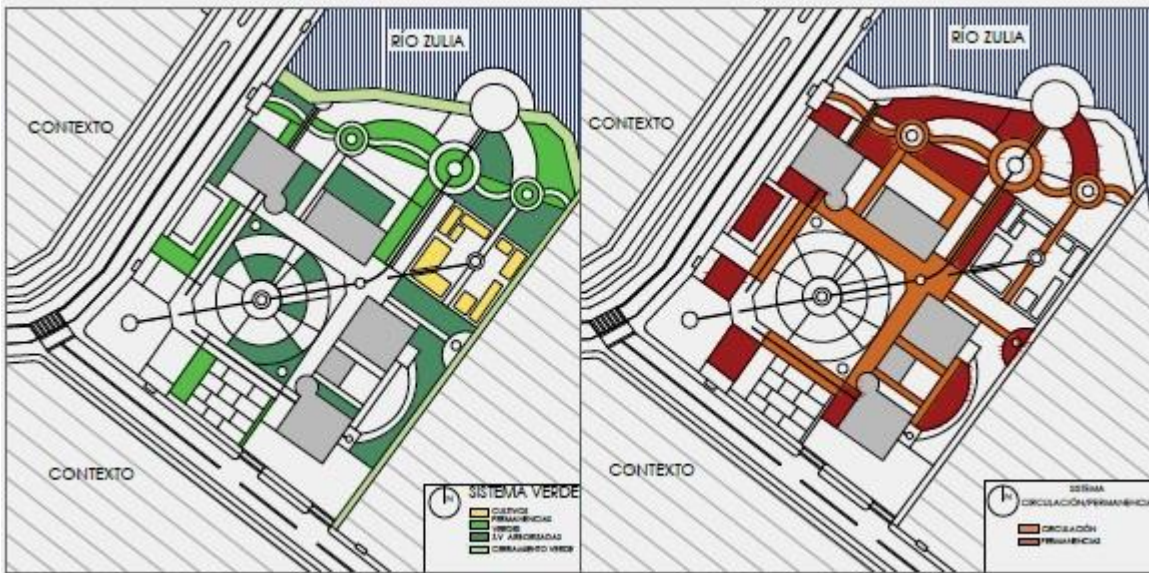 RÍO ZULIA
CONTEXTO
CONTEXTO
N
SISTEMA VERDE
CULTIVOS
PERMANENCIAS
VERDES
Z.V ARBORIZADAS
CERRAMIENTO VERDE
RÍO ZULIA
CONTEXTO
CONTEXTO
N
SISTEMA
CIRCULACIÓN/PERMANENCIA
CIRCULACIÓN
PERMANENCIAS